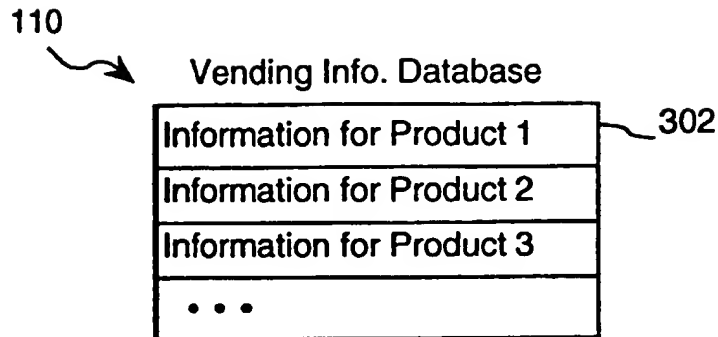 110
Vending Info. Database
Information for Product 1
302
Information for Product 2
Information for Product 3
• • •